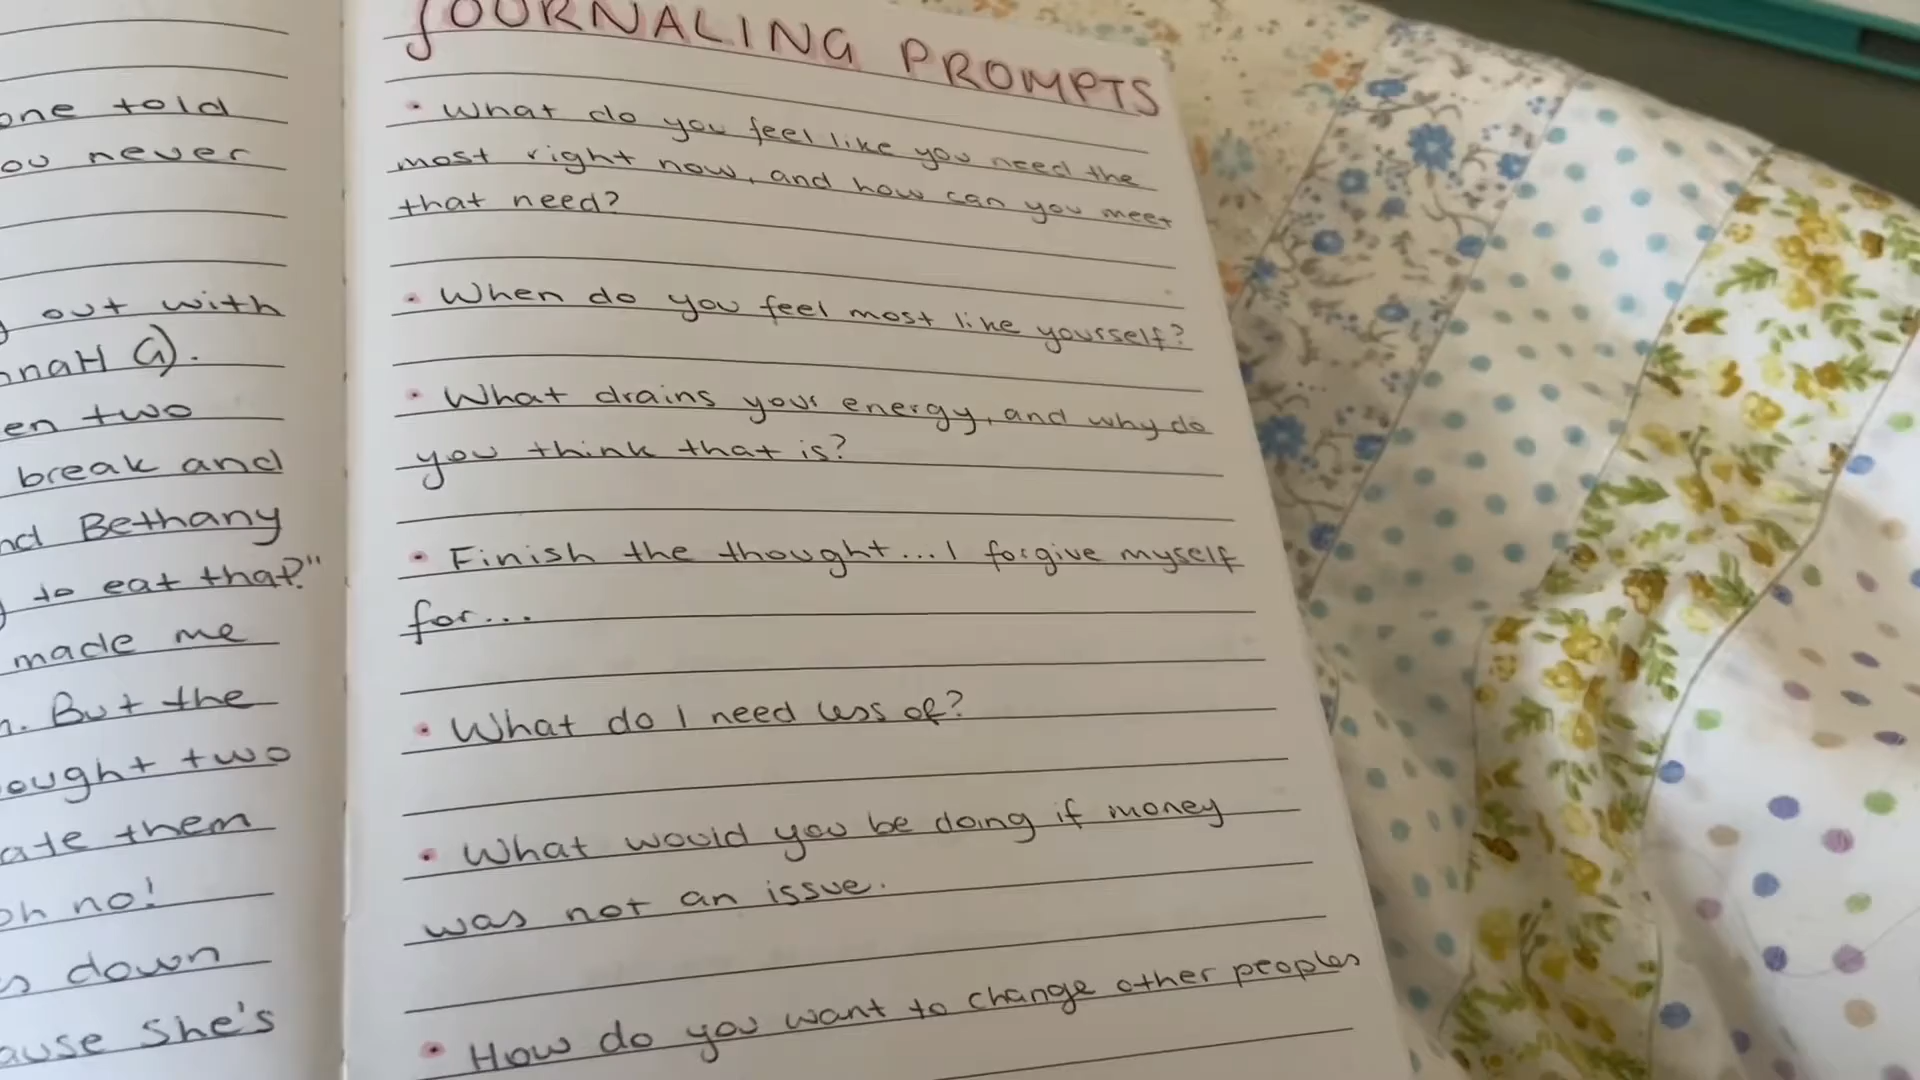 one told
ou never
out with
nnaH G).
en two
break and
nd Bethany
to eat that?"
made me
n. But the
ought two
ate them
oh no!
s down
ause she's
JOURNALING PROMPTS
• What do you feel like you need the
most right now, and how can you meet
that need?
• When do you feel most like yoursself?
• What drains your energy, and why do
you think that is?
• Finish the thought... I forgive myself
for...
• What do I need less of?
• What would you be doing if money
was not an issue.
• How do you want to change other peoples